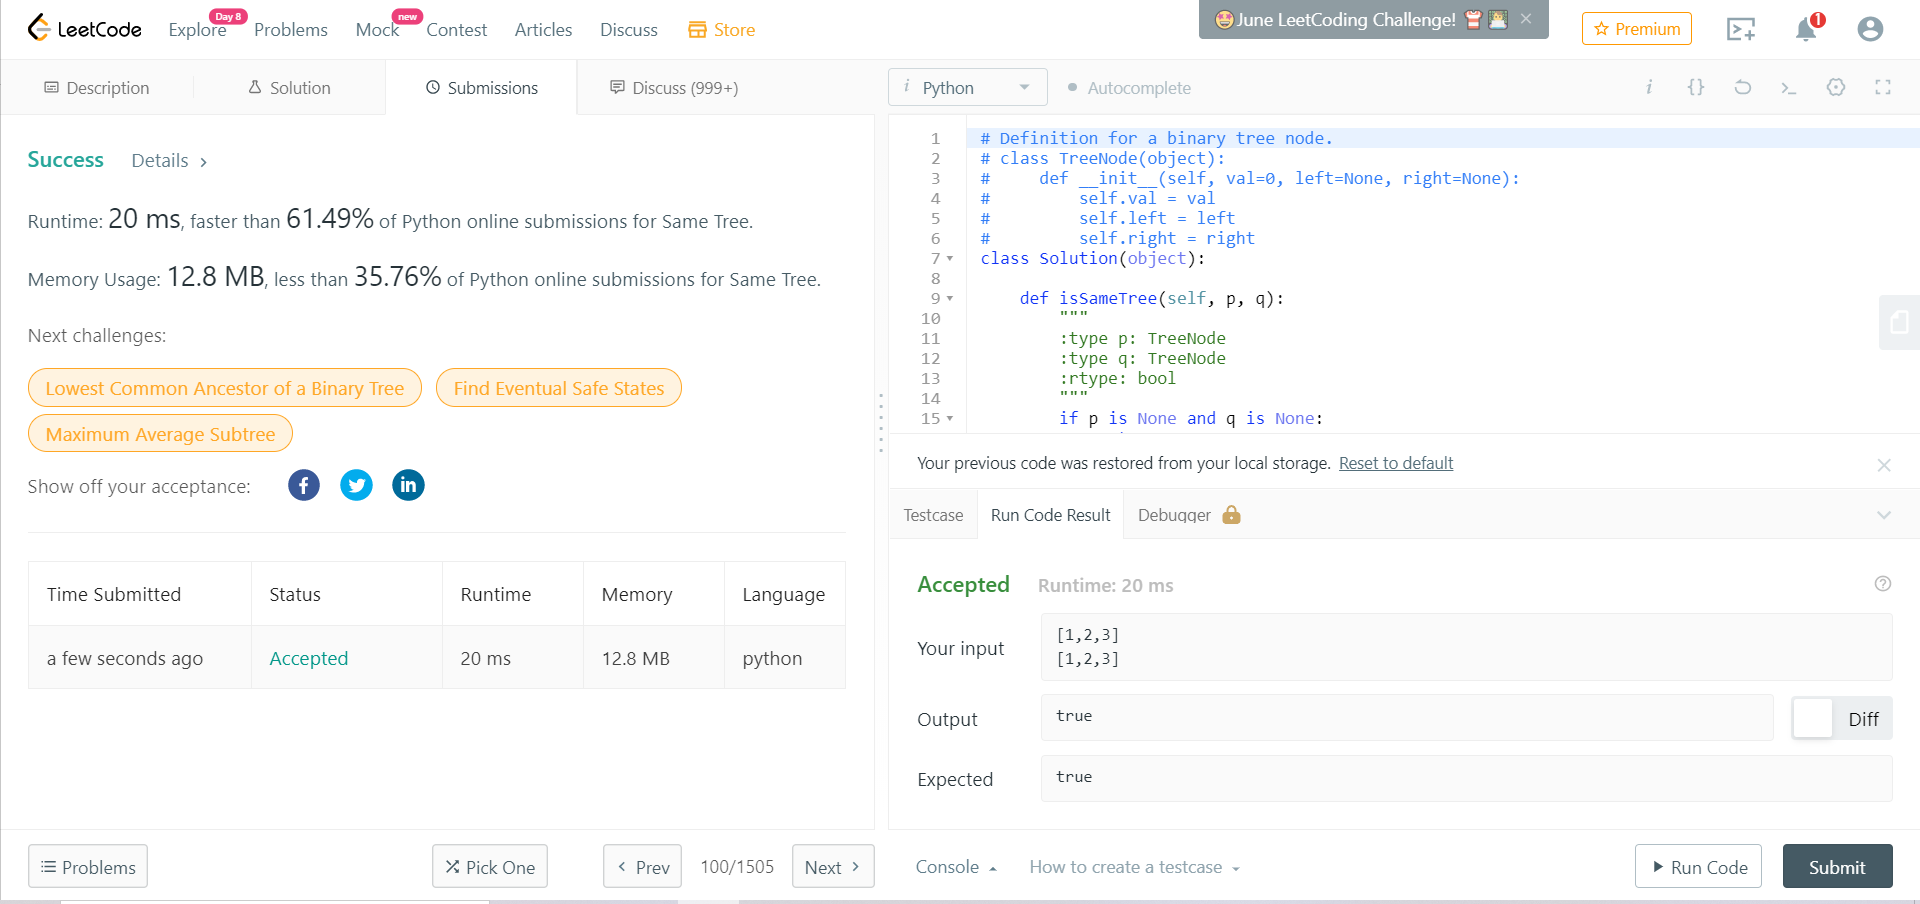 LeetCode
Explore
Day 8
Problems
Mock
new
Contest
Articles
Discuss
Store
June LeetCoding Challenge!
Premium
1
Description
Solution
Submissions
Discuss (999+)
Success
Details
Runtime: 20 ms, faster than 61.49% of Python online submissions for Same Tree.
Memory Usage: 12.8 MB, less than 35.76% of Python online submissions for Same Tree.
Next challenges:
Lowest Common Ancestor of a Binary Tree
Find Eventual Safe States
Maximum Average Subtree
Show off your acceptance:
Time Submitted Status Runtime Memory Language
a few seconds ago Accepted 20 ms 12.8 MB python
Problems
Pick One
Prev
100/1505
Next
i Python
Autocomplete
1 # Definition for a binary tree node.
2 # class TreeNode(object):
3 #     def __init__(self, val=0, left=None, right=None):
4 #         self.val = val
5 #         self.left = left
6 #         self.right = right
7 class Solution(object):
8
9     def isSameTree(self, p, q):
10         """
11         :type p: TreeNode
12         :type q: TreeNode
13         :rtype: bool
14         """
15         if p is None and q is None:
Your previous code was restored from your local storage. Reset to default
Testcase
Run Code Result
Debugger
Accepted
Runtime: 20 ms
Your input
[1,2,3]
[1,2,3]
Output
true
Diff
Expected
true
Console
How to create a testcase
Run Code
Submit